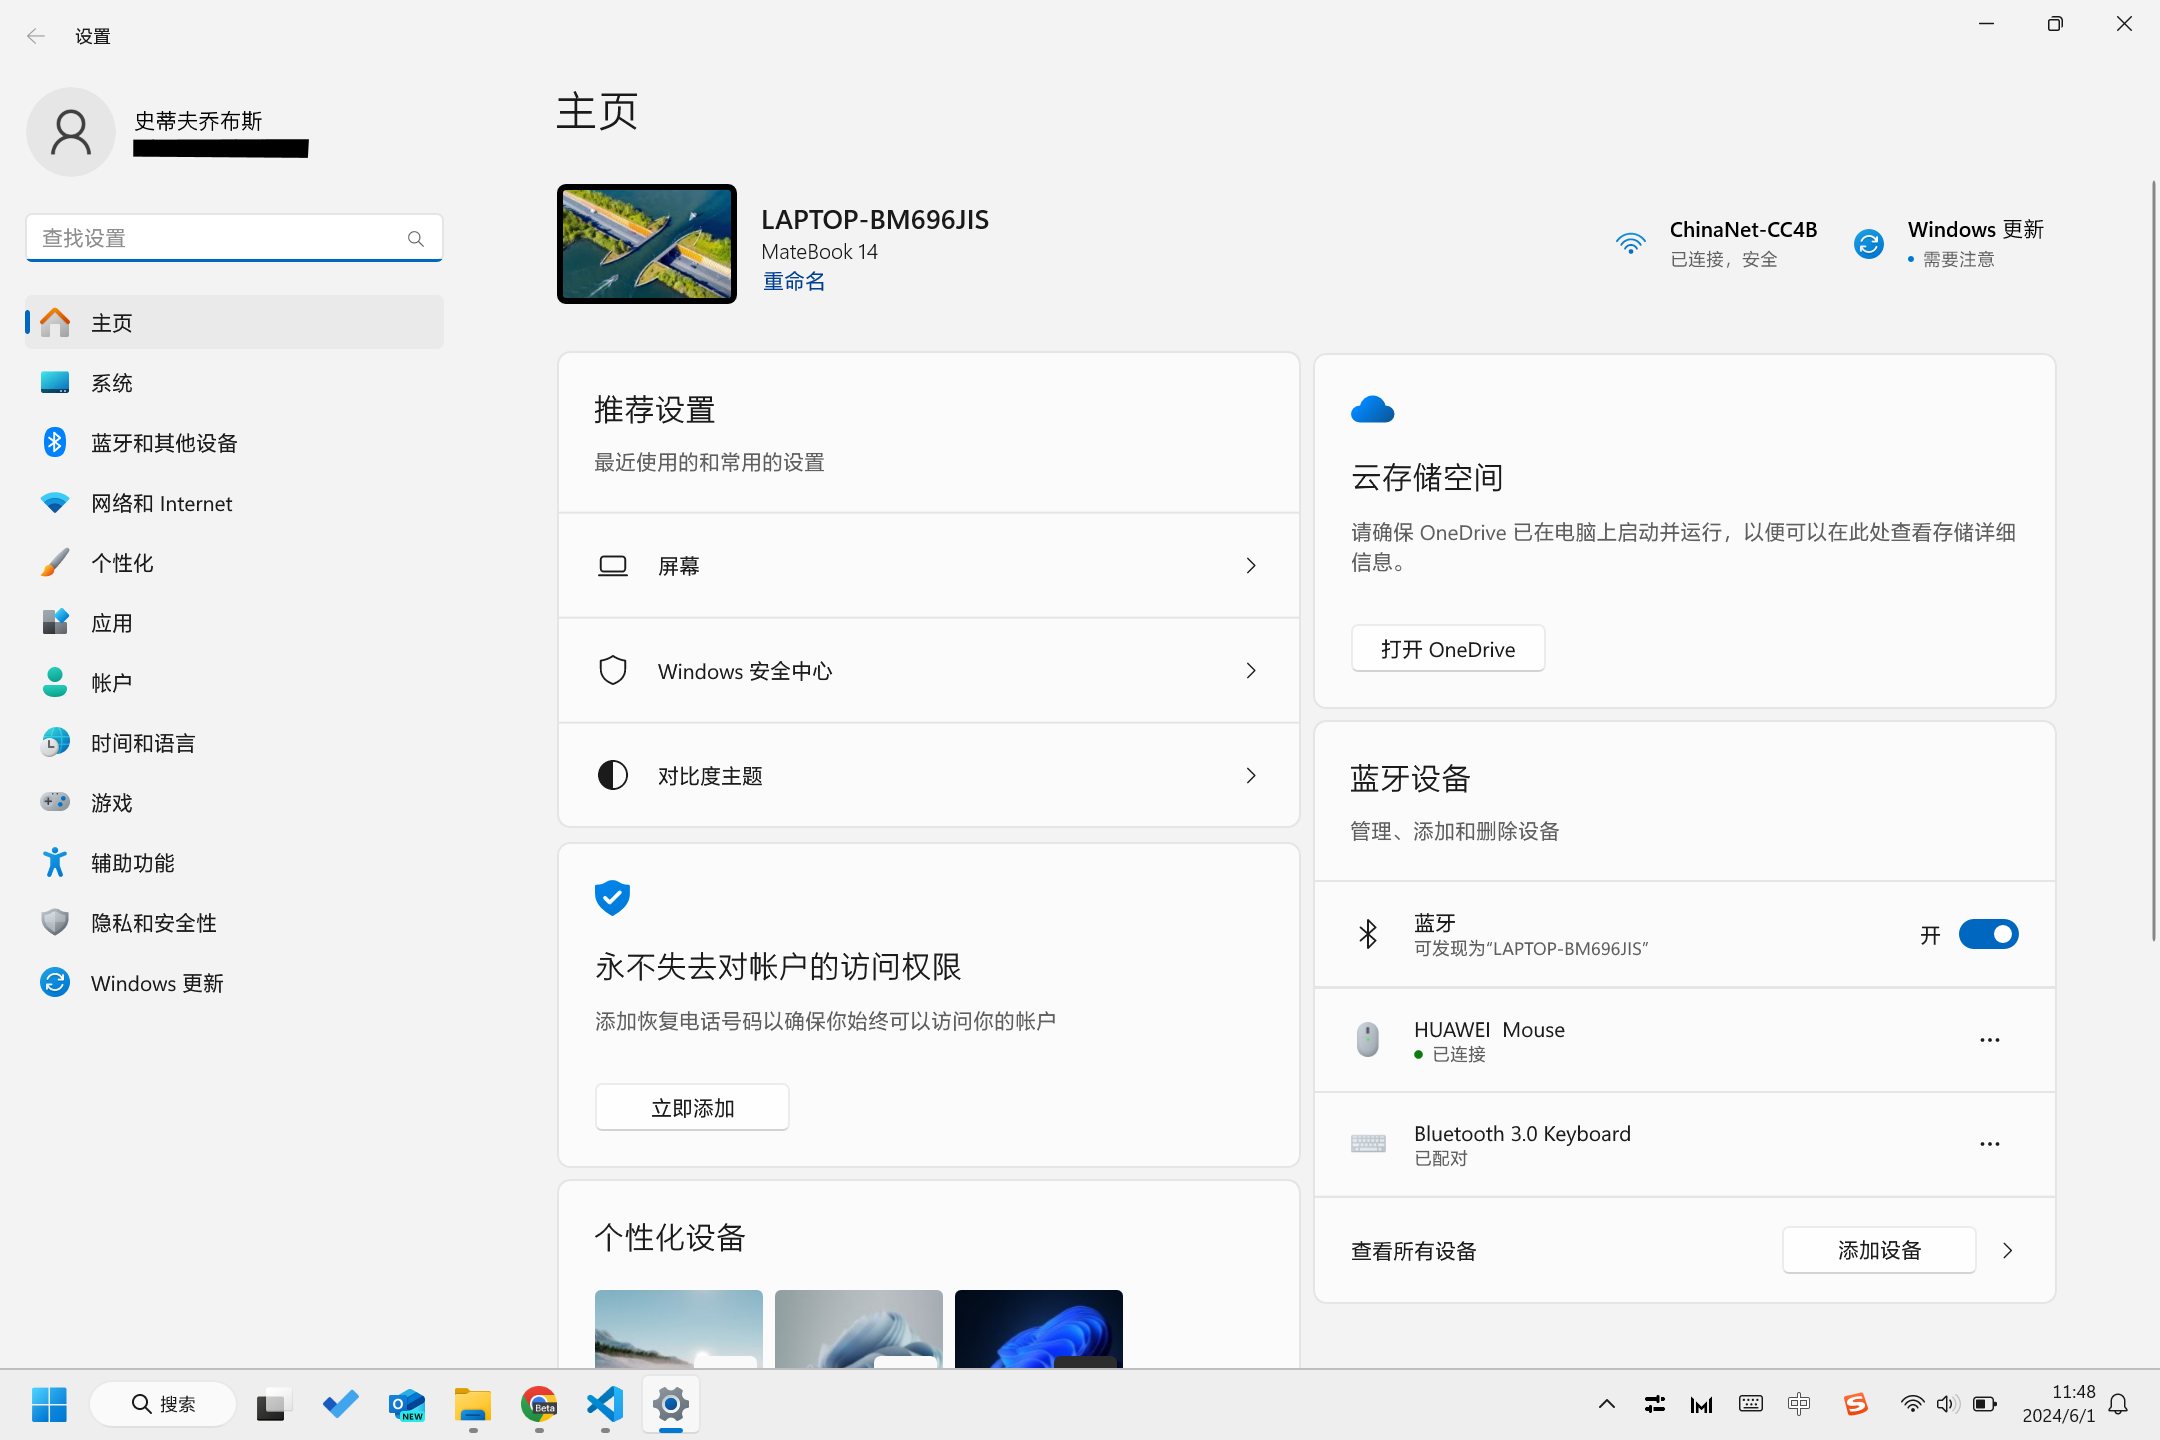 设置
史蒂夫乔布斯
查找设置
主页
系统
蓝牙和其他设备
网络和 Internet
个性化
应用
帐户
时间和语言
游戏
辅助功能
隐私和安全性
Windows 更新
主页
LAPTOP-BM696JIS
MateBook 14
重命名
ChinaNet-CC4B
已连接，安全
Windows 更新
需要注意
推荐设置
最近使用的和常用的设置
屏幕
Windows 安全中心
对比度主题
永不失去对帐户的访问权限
添加恢复电话号码以确保你始终可以访问你的帐户
立即添加
个性化设备
云存储空间
请确保 OneDrive 已在电脑上启动并运行，以便可以在此处查看存储详细
信息。
打开 OneDrive
蓝牙设备
管理、添加和删除设备
蓝牙
可发现为“LAPTOP-BM696JIS”
开
HUAWEI  Mouse
已连接
Bluetooth 3.0 Keyboard
已配对
查看所有设备
添加设备
搜索
NEW
Beta
中
11:48
2024/6/1